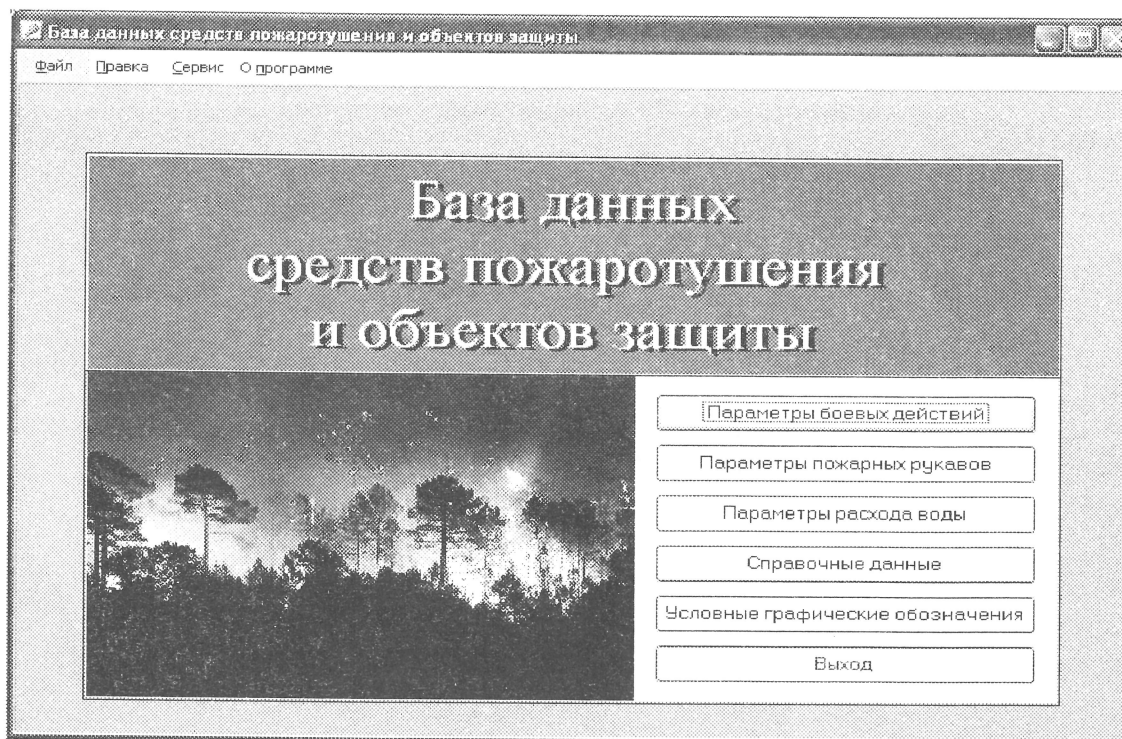 База данных средств пожаротушения и объектов защиты
Файл Правка Сервис О программе
База данных
средств пожаротушения
и объектов защиты
Параметры боевых действий
Параметры пожарных рукавов
Параметры расхода воды
Справочные данные
Условные графические обозначения
Выход